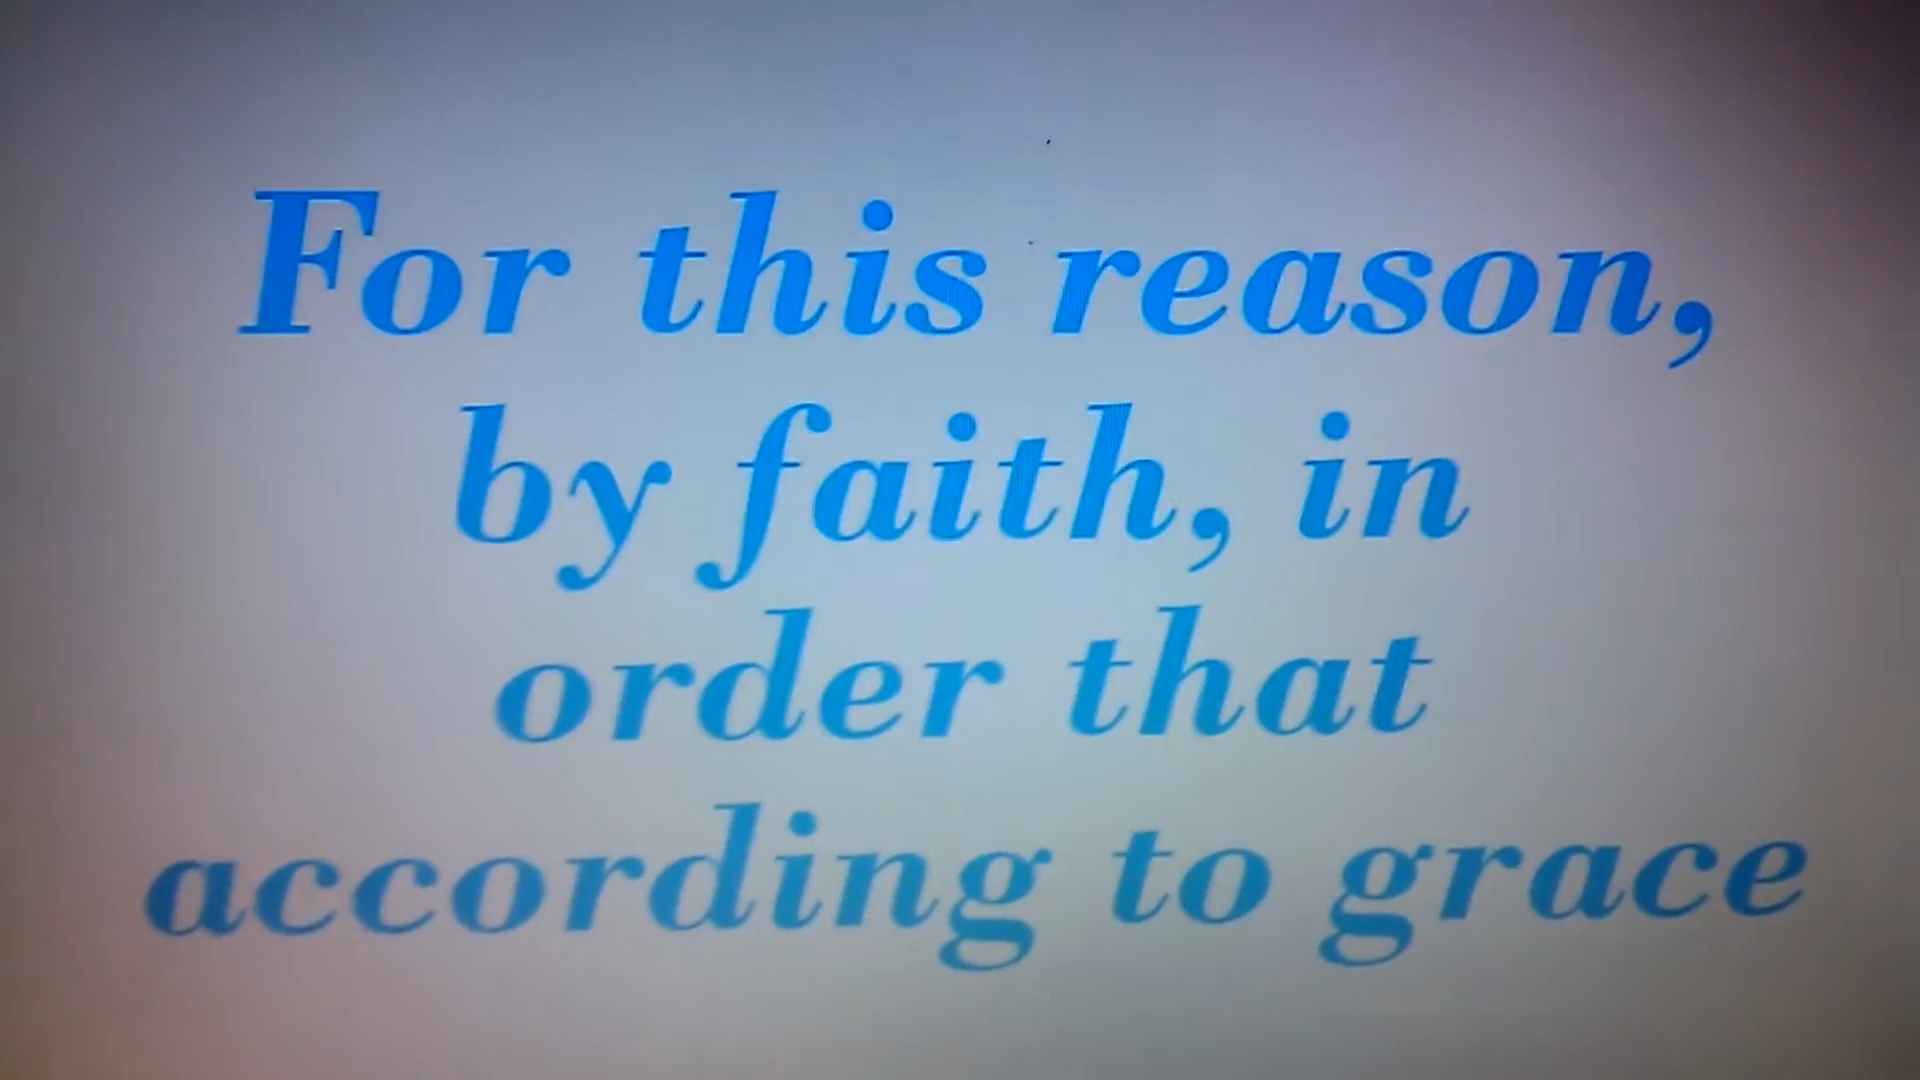 For this reason,
by faith, in
order that
according to grace